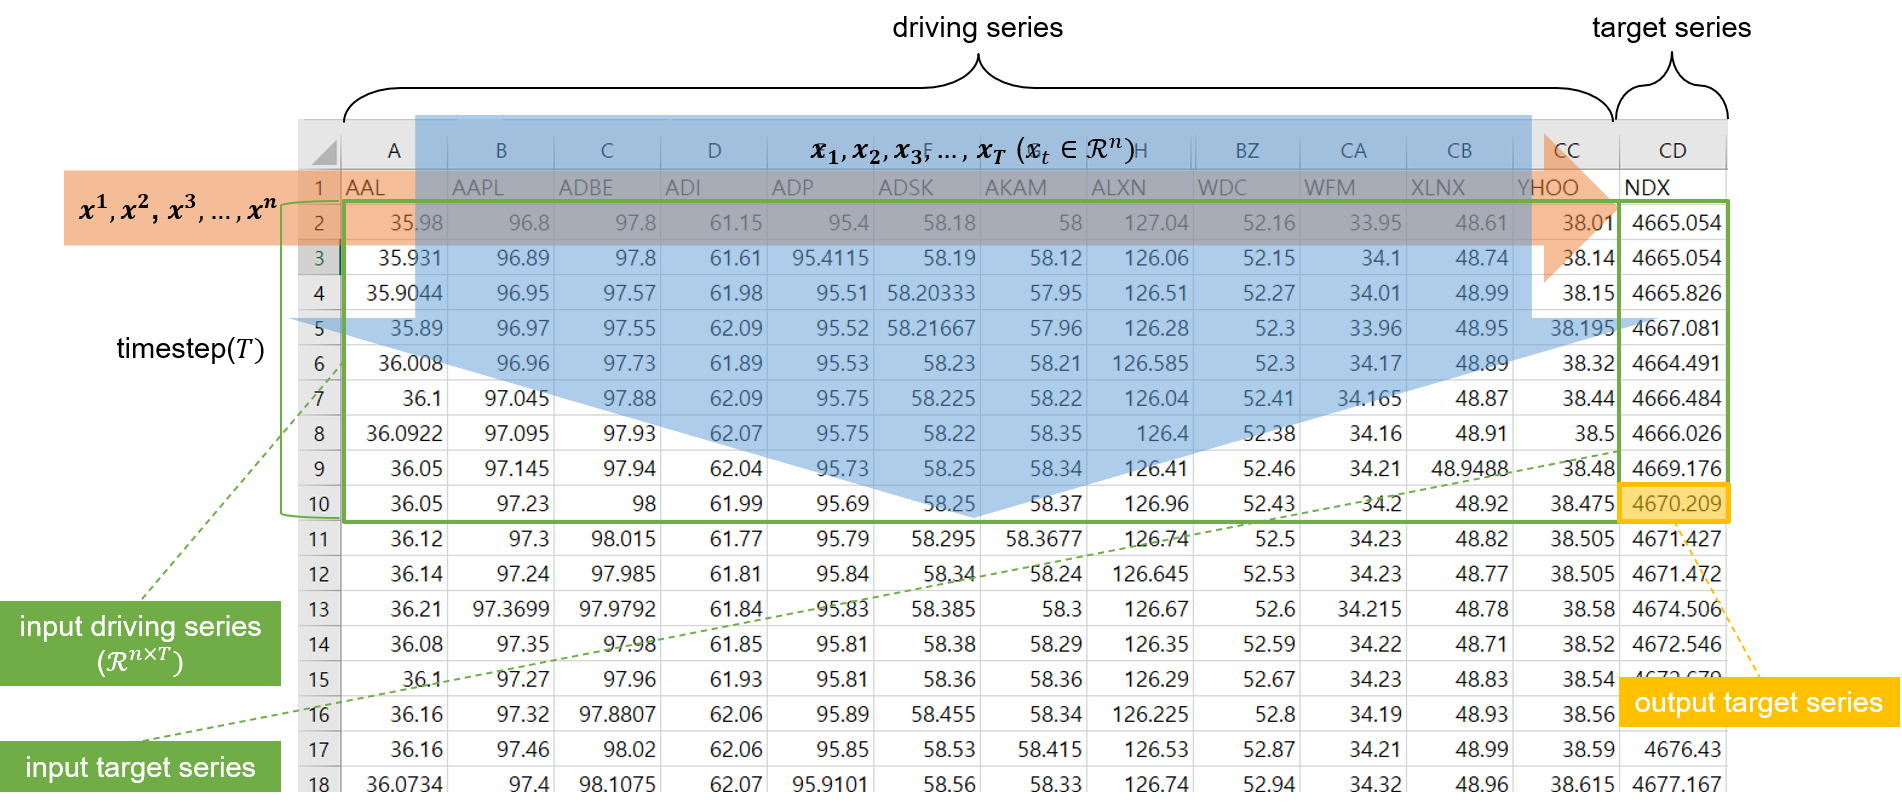 driving series target series
A B C D E F G H BZ CA CB CC CD
𝒙₁, 𝒙₂, 𝒙₃, …, 𝒙_T (𝑥_t ∈ ℛⁿ)
1 AAL AAPL ADBE ADI ADP ADSK AKAM ALXN WDC WFM XLNX YHOO NDX
𝒙¹, 𝒙², 𝒙³, …, 𝒙ⁿ
2 35.98 96.8 97.8 61.15 95.4 58.18 58 127.04 52.16 33.95 48.61 38.01 4665.054
3 35.931 96.89 97.8 61.61 95.4115 58.19 58.12 126.06 52.15 34.1 48.74 38.14 4665.054
4 35.9044 96.95 97.57 61.98 95.51 58.20333 57.95 126.51 52.27 34.01 48.99 38.15 4665.826
5 35.89 96.97 97.55 62.09 95.52 58.21667 57.96 126.28 52.3 33.96 48.95 38.195 4667.081
timestep(𝑇)
6 36.008 96.96 97.73 61.89 95.53 58.23 58.21 126.585 52.3 34.17 48.89 38.32 4664.491
7 36.1 97.045 97.88 62.09 95.75 58.225 58.22 126.04 52.41 34.165 48.87 38.44 4666.484
8 36.0922 97.095 97.93 62.07 95.75 58.22 58.35 126.4 52.38 34.16 48.91 38.5 4666.026
9 36.05 97.145 97.94 62.04 95.73 58.25 58.34 126.41 52.46 34.21 48.9488 38.48 4669.176
10 36.05 97.23 98 61.99 95.69 58.25 58.37 126.96 52.43 34.2 48.92 38.475 4670.209
11 36.12 97.3 98.015 61.77 95.79 58.295 58.3677 126.74 52.5 34.23 48.82 38.505 4671.427
12 36.14 97.24 97.985 61.81 95.84 58.34 58.24 126.645 52.53 34.23 48.77 38.505 4671.472
13 36.21 97.3699 97.9792 61.84 95.83 58.385 58.3 126.67 52.6 34.215 48.78 38.58 4674.506
input driving series
(ℛⁿˣᵀ)
14 36.08 97.35 97.98 61.85 95.81 58.38 58.29 126.35 52.59 34.22 48.71 38.52 4672.546
15 36.1 97.27 97.96 61.93 95.81 58.36 58.36 126.29 52.67 34.23 48.83 38.54
16 36.16 97.32 97.8807 62.06 95.89 58.455 58.34 126.225 52.8 34.19 48.93 38.56
output target series
17 36.16 97.46 98.02 62.06 95.85 58.53 58.415 126.53 52.87 34.21 48.99 38.59 4676.43
input target series
18 36.0734 97.4 98.1075 62.07 95.9101 58.56 58.33 126.74 52.94 34.32 48.96 38.615 4677.167